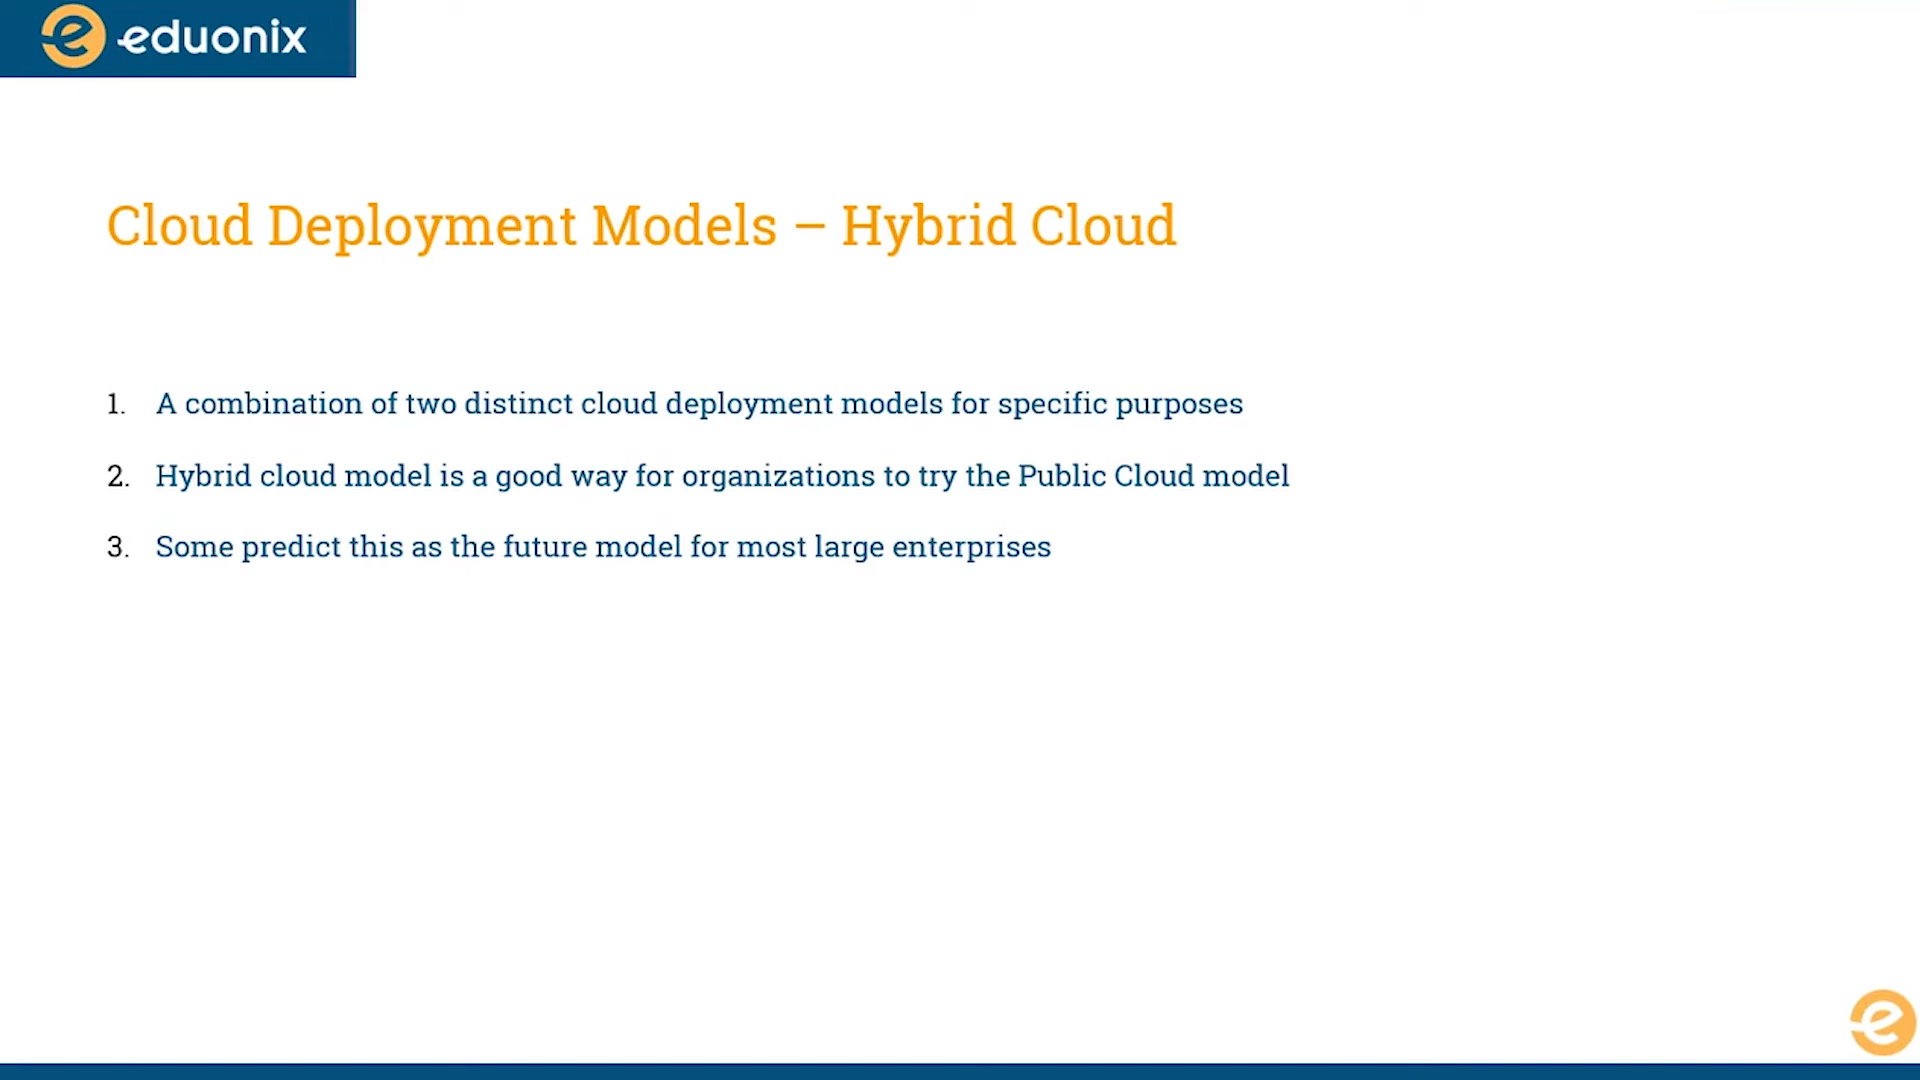 eduonix
Cloud Deployment Models – Hybrid Cloud
1. A combination of two distinct cloud deployment models for specific purposes
2. Hybrid cloud model is a good way for organizations to try the Public Cloud model
3. Some predict this as the future model for most large enterprises